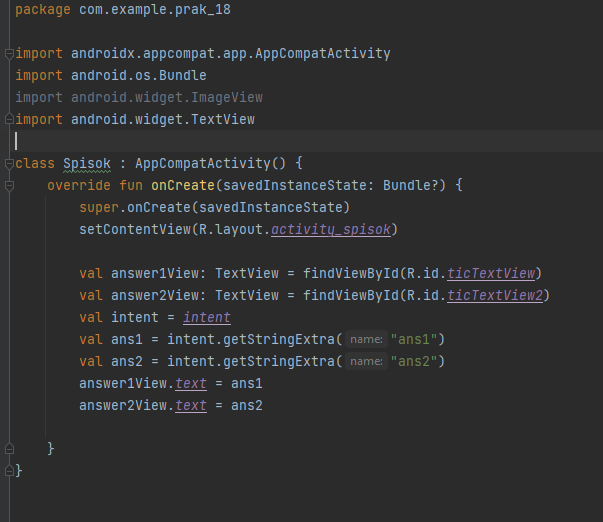 package com.example.prak_18
import androidx.appcompat.app.AppCompatActivity
import android.os.Bundle
import android.widget.ImageView
import android.widget.TextView
class Spisok : AppCompatActivity() {
override fun onCreate(savedInstanceState: Bundle?) {
super.onCreate(savedInstanceState)
setContentView(R.layout.activity_spisok)
val answer1View: TextView = findViewById(R.id.ticTextView)
val answer2View: TextView = findViewById(R.id.ticTextView2)
val intent = intent
val ans1 = intent.getStringExtra( name: "ans1")
val ans2 = intent.getStringExtra( name: "ans2")
answer1View.text = ans1
answer2View.text = ans2
}
}